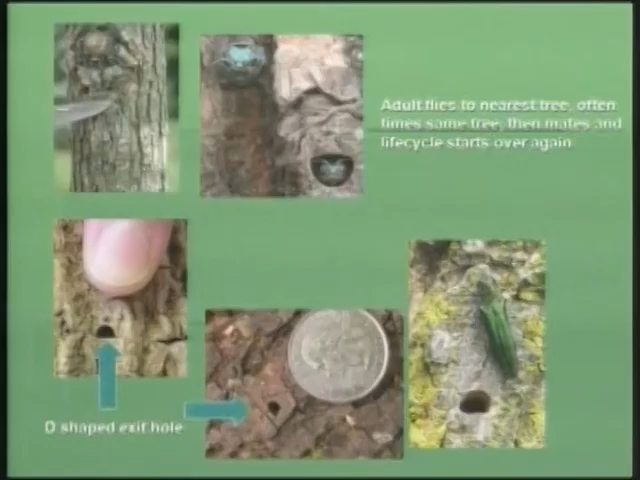 Adult flies to nearest tree, often
times same tree, then mates and
lifecycle starts over again
D shaped exit hole